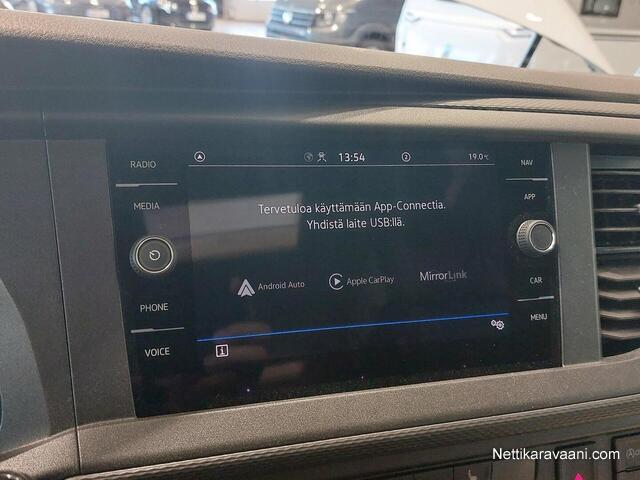 RADIO
MEDIA
PHONE
VOICE
13:54
2
19.0°C
Tervetuloa käyttämään App-Connectia.
Yhdistä laite USB:llä.
Android Auto
Apple CarPlay
MirrorLink
i
NAV
APP
CAR
MENU
Nettikaravaani.com